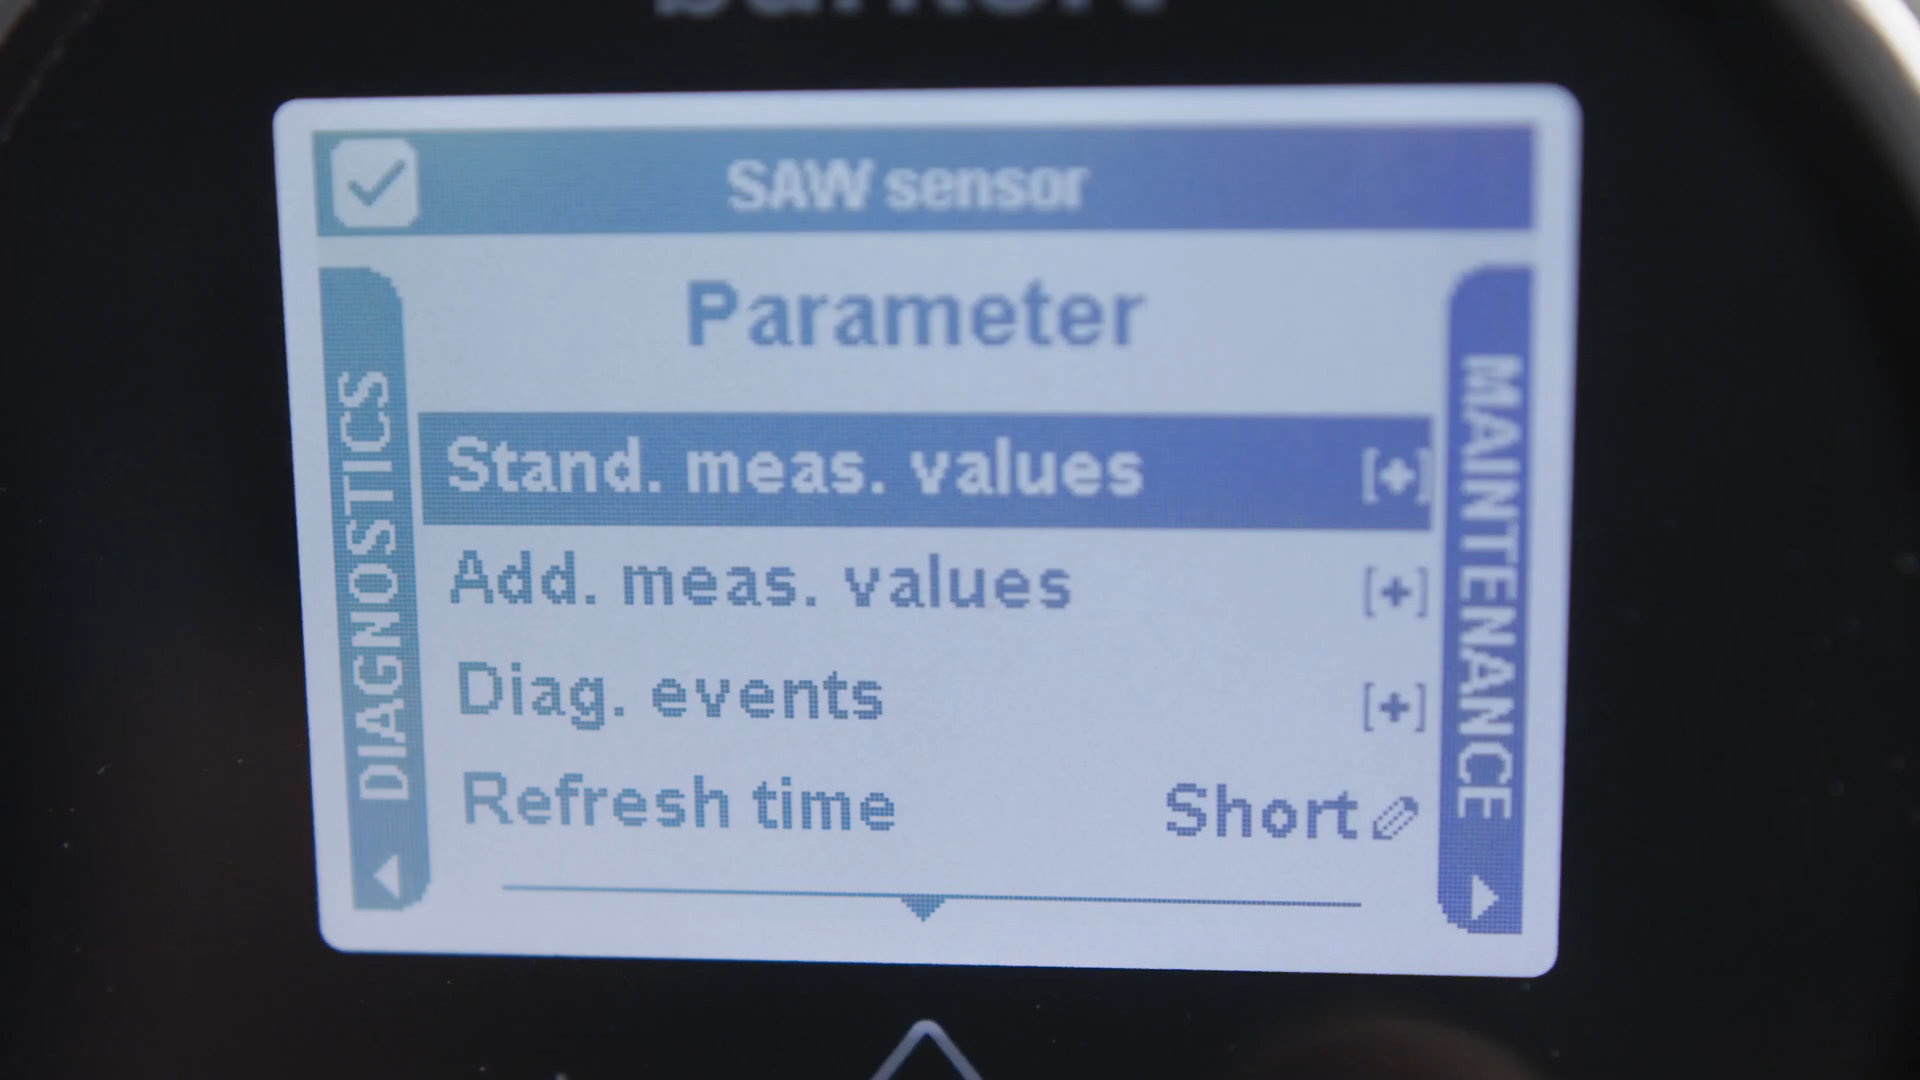 SAW sensor
Parameter
DIAGNOSTICS
Stand. meas. values [+]
Add. meas. values [+]
Diag. events [+]
Refresh time Short
MAINTENANCE